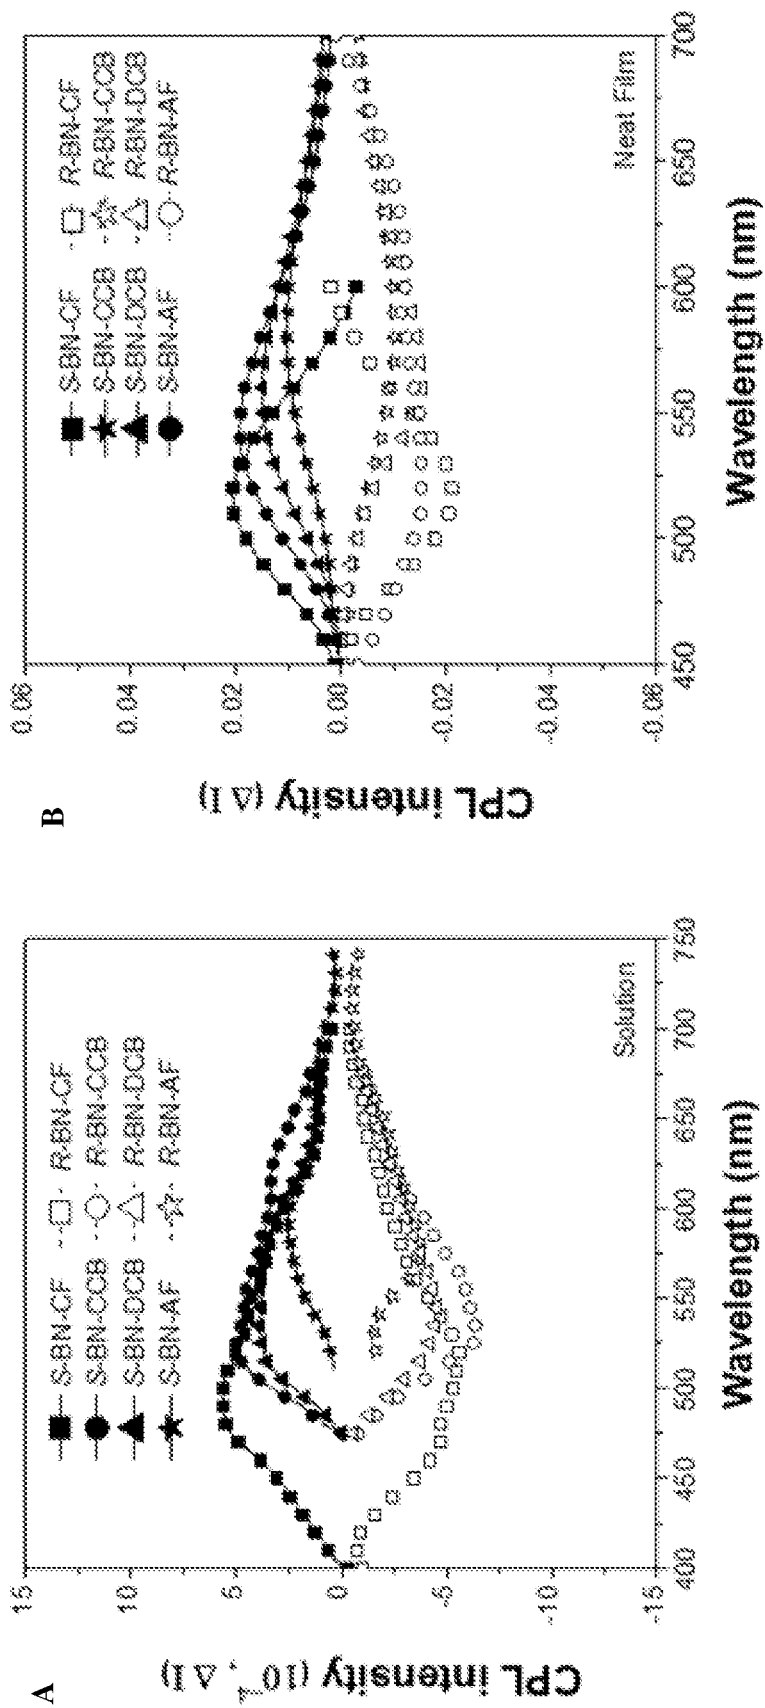 A
CPL intensity (10⁻⁴, Δ I)
15
10
5
0
-5
-10
-15
S-BN-CF
R-BN-CF
S-BN-CCB
R-BN-CCB
S-BN-DCB
R-BN-DCB
S-BN-AF
R-BN-AF
Solution
400
450
500
550
600
650
700
750
Wavelength (nm)
B
CPL intensity (Δ I)
0.06
0.04
0.02
0.00
-0.02
-0.04
-0.06
S-BN-CF
R-BN-CF
S-BN-CCB
R-BN-CCB
S-BN-DCB
R-BN-DCB
S-BN-AF
R-BN-AF
Neat Film
450
500
550
600
650
700
Wavelength (nm)